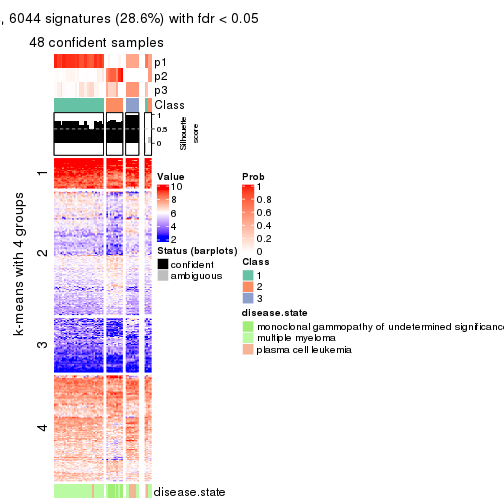 , 6044 signatures (28.6%) with fdr < 0.05
48 confident samples
p1
p2
p3
Class
1
0.5
0
Silhouette
score
k-means with 4 groups
1
2
3
4
Value
10
8
6
4
2
Status (barplots)
confident
ambiguous
Prob
1
0.8
0.6
0.4
0.2
0
Class
1
2
3
disease.state
monoclonal gammopathy of undetermined significance
multiple myeloma
plasma cell leukemia
disease.state